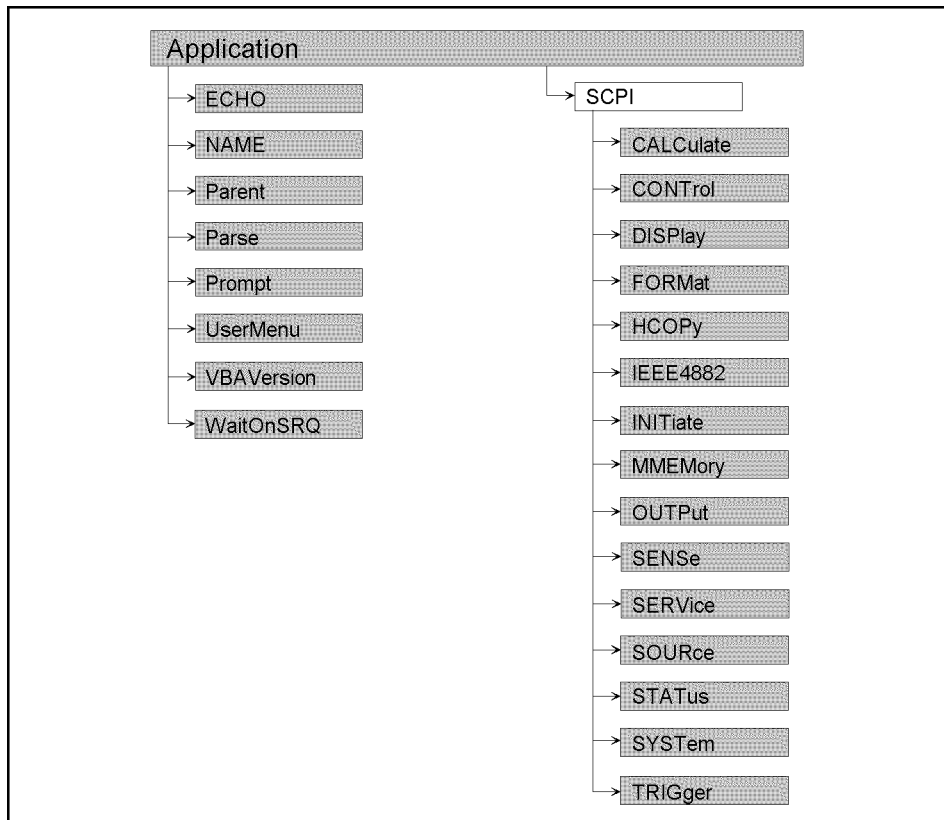 Application
ECHO
NAME
Parent
Parse
Prompt
UserMenu
VBAVersion
WaitOnSRQ
SCPI
CALCulate
CONTrol
DISPlay
FORMat
HCOPy
IEEE4882
INITiate
MMEMory
OUTPut
SENSe
SERVice
SOURce
STATus
SYSTem
TRIGger